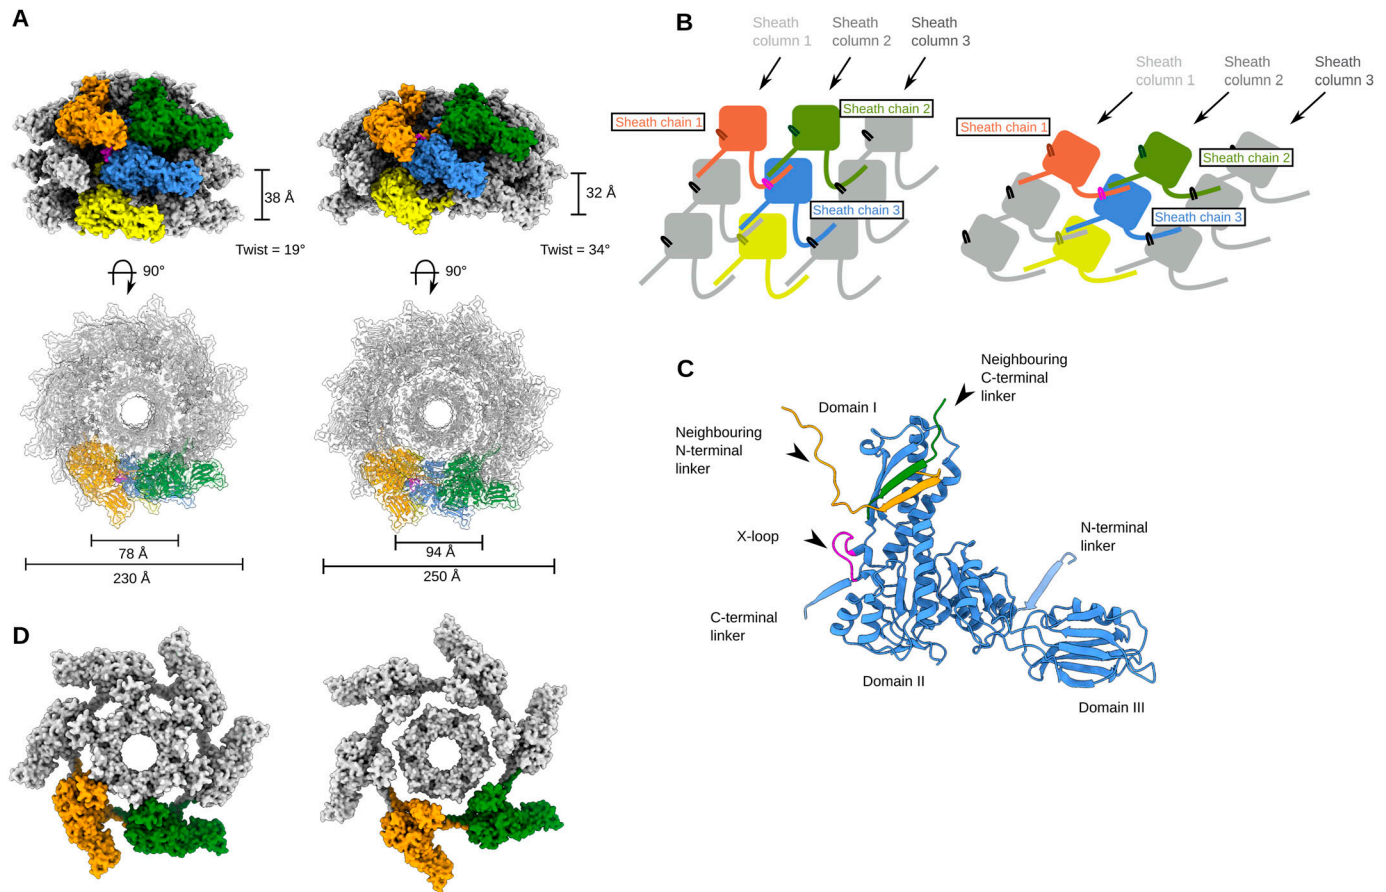 A
38 Å
Twist = 19°
32 Å
Twist = 34°
90°
90°
78 Å
230 Å
94 Å
250 Å
B
Sheath
column 1
Sheath
column 2
Sheath
column 3
Sheath chain 1
Sheath chain 2
Sheath chain 3
Sheath
column 1
Sheath
column 2
Sheath
column 3
Sheath chain 1
Sheath chain 2
Sheath chain 3
C
Neighbouring
C-terminal
linker
Domain I
Neighbouring
N-terminal
linker
X-loop
N-terminal
linker
C-terminal
linker
Domain II
Domain III
D